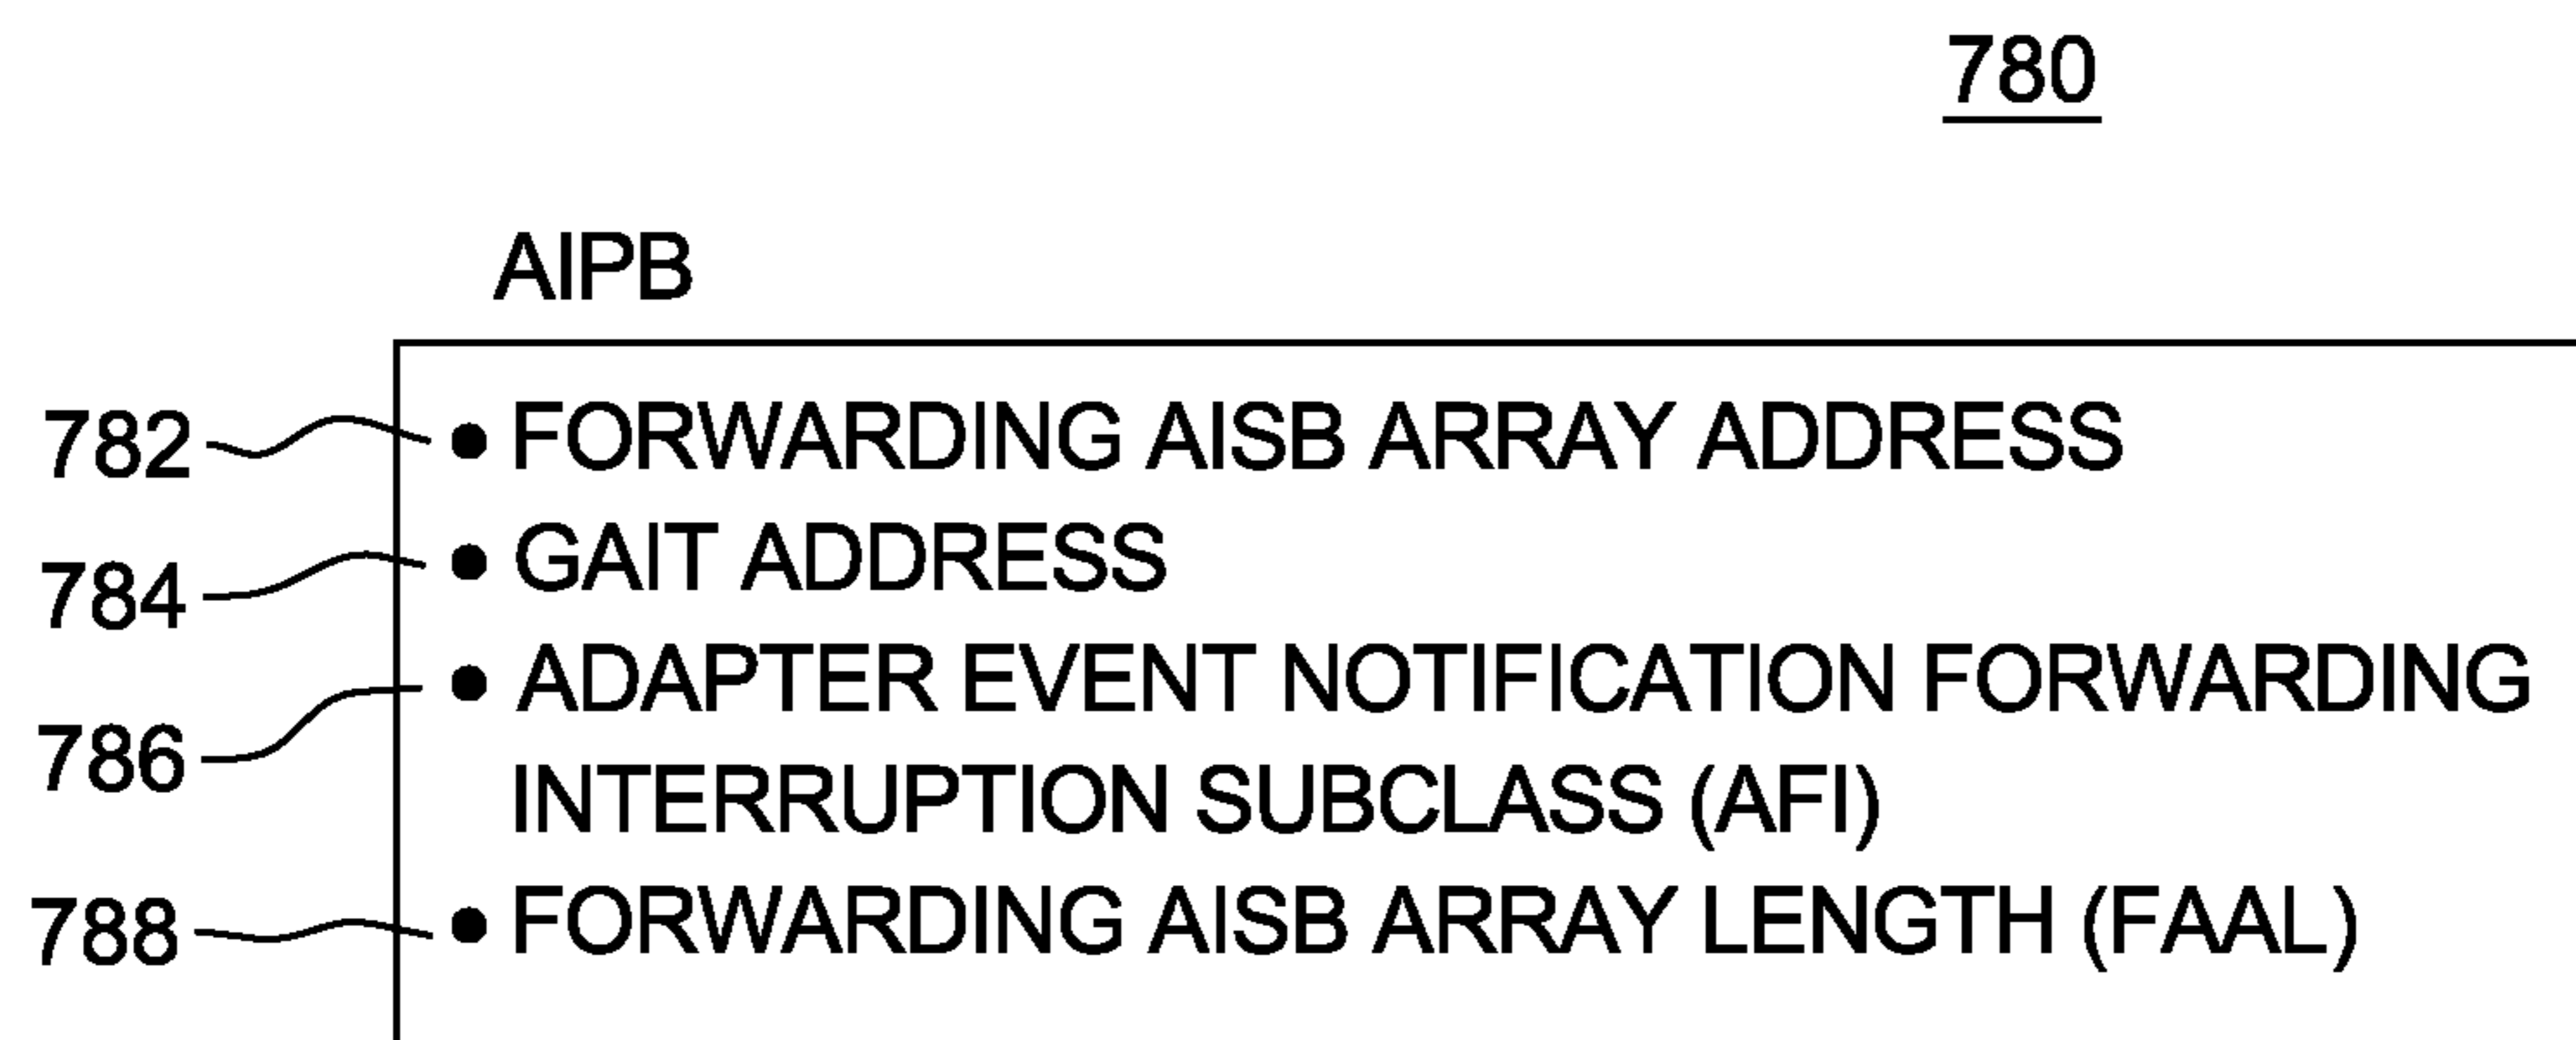 780
AIPB
782 • FORWARDING AISB ARRAY ADDRESS
784 • GAIT ADDRESS
786 • ADAPTER EVENT NOTIFICATION FORWARDING
INTERRUPTION SUBCLASS (AFI)
788 • FORWARDING AISB ARRAY LENGTH (FAAL)